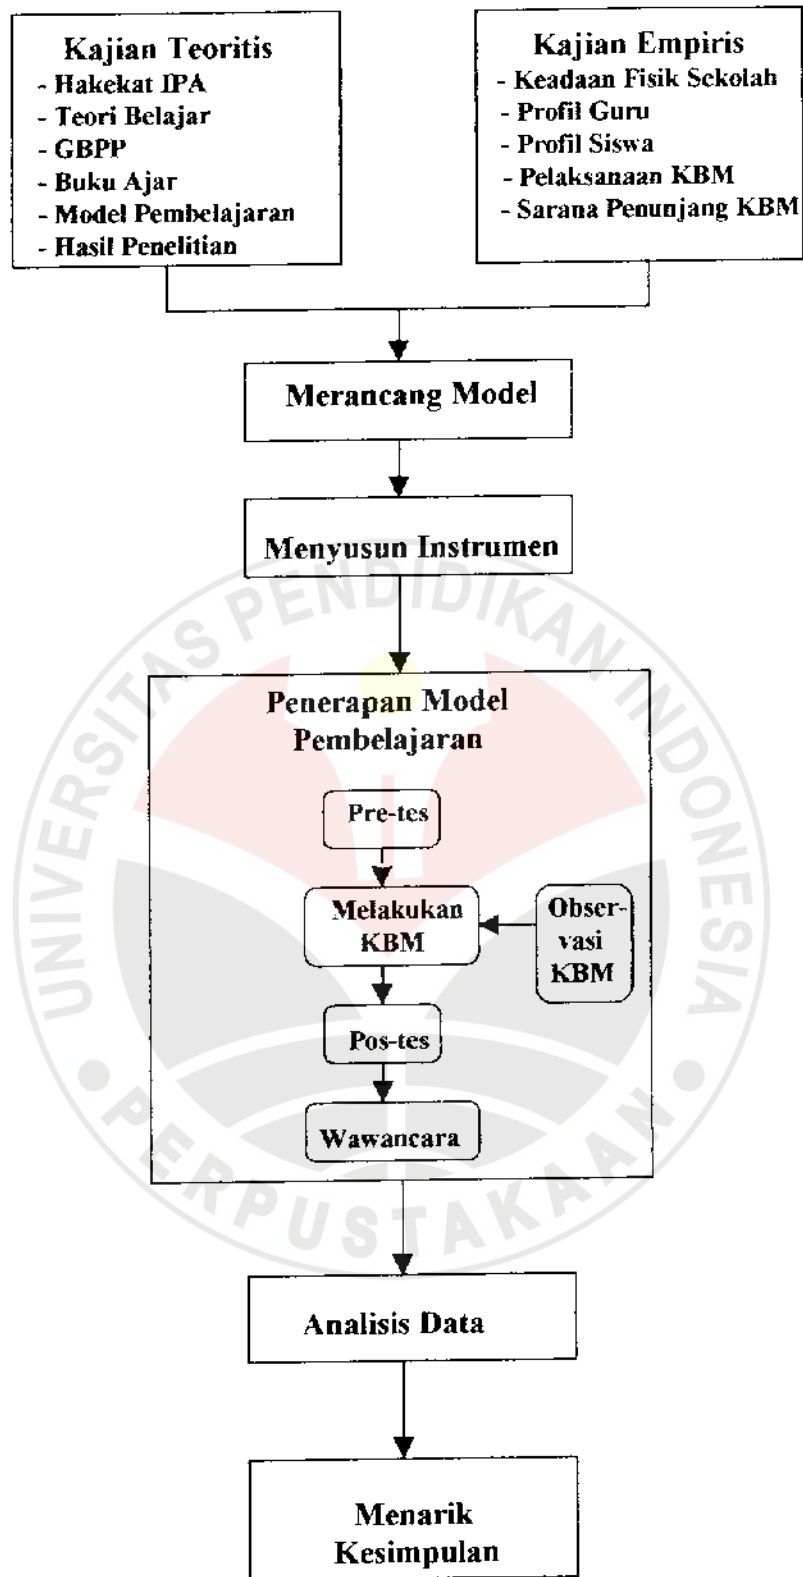 Kajian Teoritis
- Hakekat IPA
- Teori Belajar
- GBPP
- Buku Ajar
- Model Pembelajaran
- Hasil Penelitian
Kajian Empiris
- Keadaan Fisik Sekolah
- Profil Guru
- Profil Siswa
- Pelaksanaan KBM
- Sarana Penunjang KBM
Merancang Model
Menyusun Instrumen
Penerapan Model
Pembelajaran
Pre-tes
Melakukan
KBM
Obser-
vasi
KBM
Pos-tes
Wawancara
Analisis Data
Menarik
Kesimpulan
UNIVERSITAS PENDIDIKAN INDONESIA
PERPUSTAKAAN